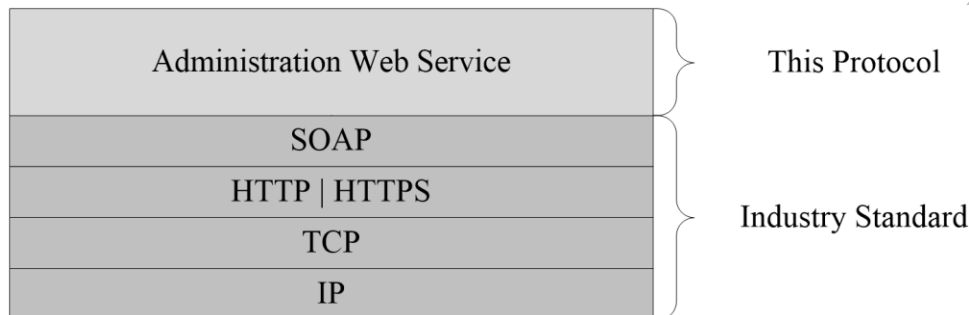 Administration Web Service
This Protocol
SOAP
HTTP | HTTPS
Industry Standard
TCP
IP